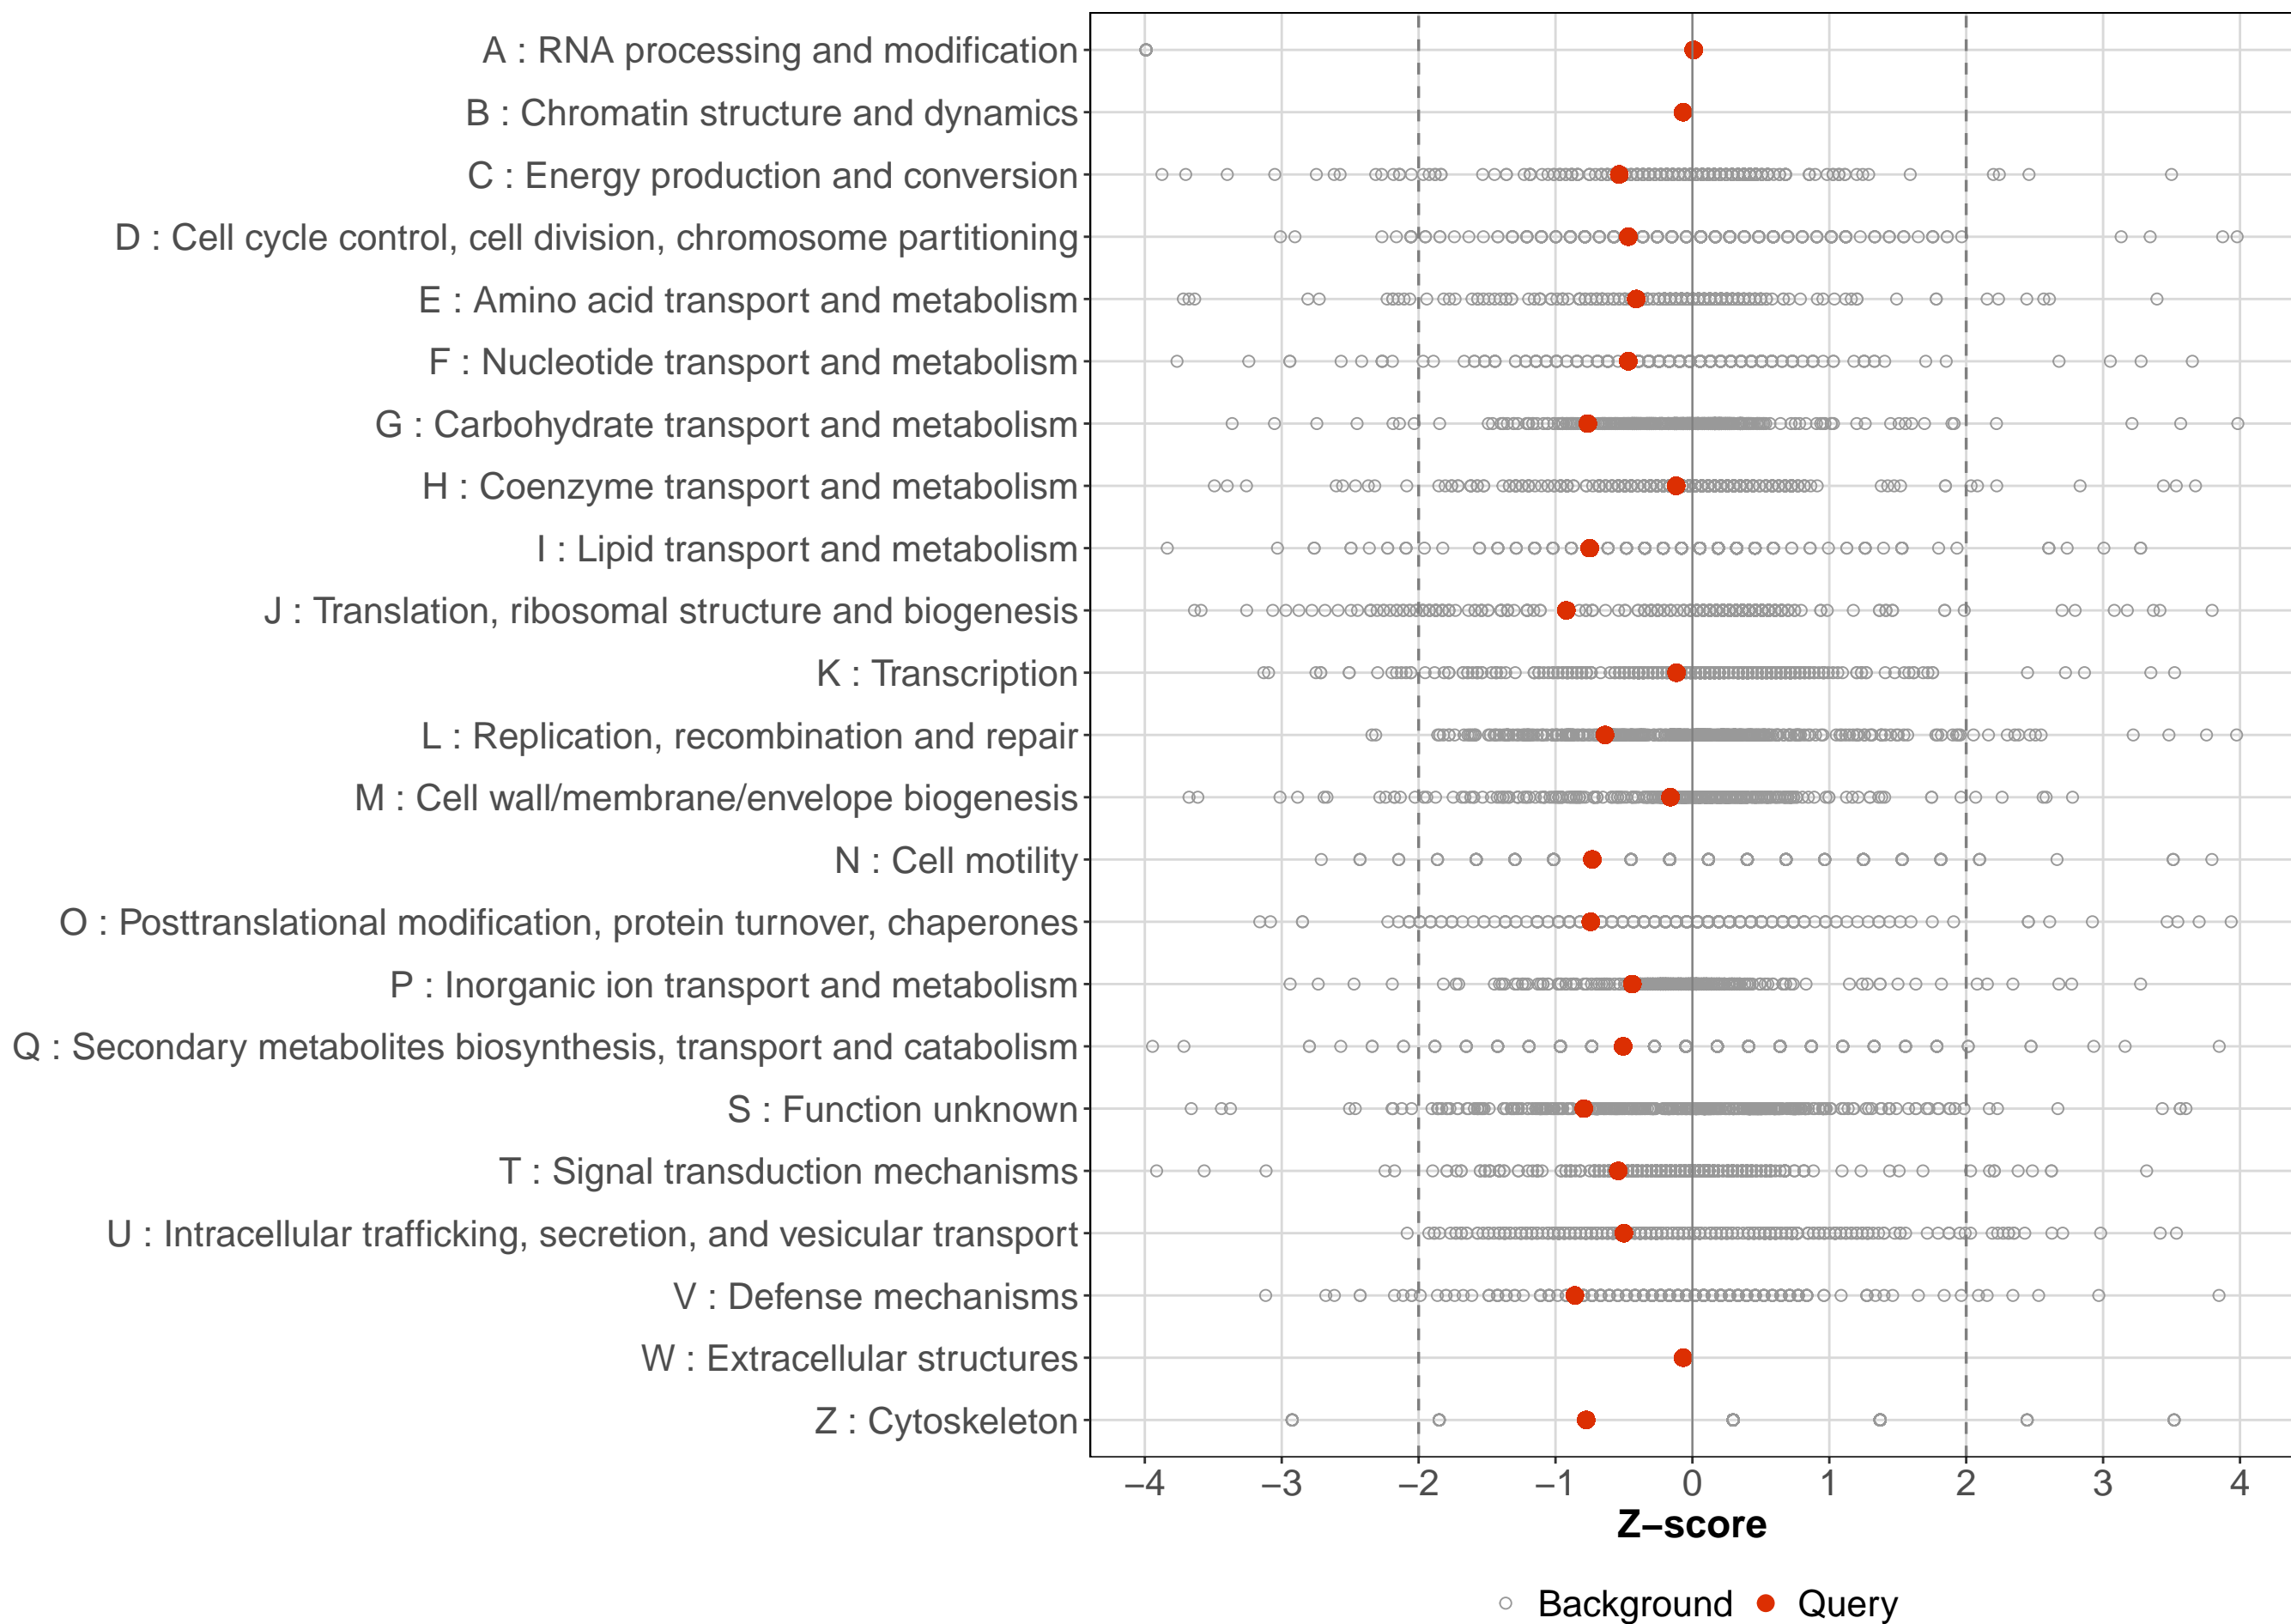 A : RNA processing and modification
B : Chromatin structure and dynamics
C : Energy production and conversion
D : Cell cycle control, cell division, chromosome partitioning
E : Amino acid transport and metabolism
F : Nucleotide transport and metabolism
G : Carbohydrate transport and metabolism
H : Coenzyme transport and metabolism
I : Lipid transport and metabolism
J : Translation, ribosomal structure and biogenesis
K : Transcription
L : Replication, recombination and repair
M : Cell wall/membrane/envelope biogenesis
N : Cell motility
O : Posttranslational modification, protein turnover, chaperones
P : Inorganic ion transport and metabolism
Q : Secondary metabolites biosynthesis, transport and catabolism
S : Function unknown
T : Signal transduction mechanisms
U : Intracellular trafficking, secretion, and vesicular transport
V : Defense mechanisms
W : Extracellular structures
Z : Cytoskeleton
−4 −3 −2 −1 0 1 2 3 4
Z−score
Background Query